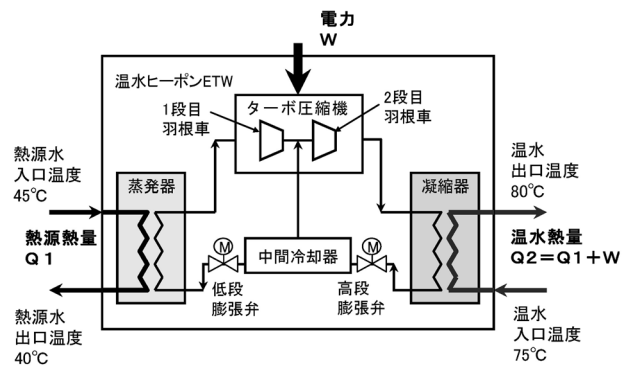 電力
W
温水ヒーポンETW
ターボ圧縮機
1段目
羽根車
2段目
羽根車
熱源水
入口温度
45℃
蒸発器
凝縮器
温水
出口温度
80℃
熱源熱量
Q1
M
中間冷却器
M
温水熱量
Q2=Q1+W
低段
膨張弁
高段
膨張弁
熱源水
出口温度
40℃
温水
入口温度
75℃